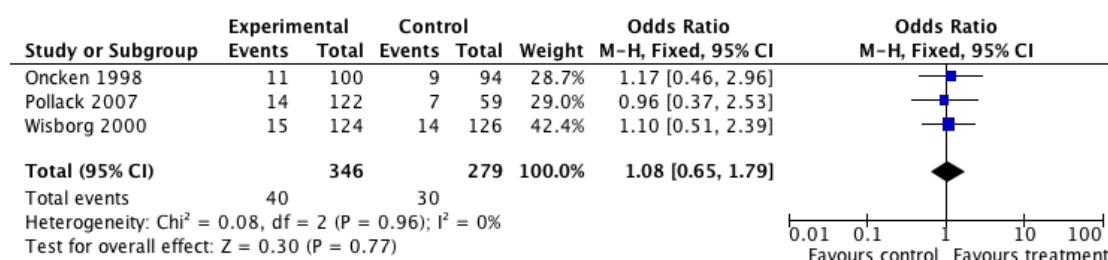 Experimental Control Odds Ratio Odds Ratio
Study or Subgroup Events Total Events Total Weight M-H, Fixed, 95% CI M-H, Fixed, 95% CI
Oncken 1998 11 100 9 94 28.7% 1.17 [0.46, 2.96]
Pollack 2007 14 122 7 59 29.0% 0.96 [0.37, 2.53]
Wisborg 2000 15 124 14 126 42.4% 1.10 [0.51, 2.39]
Total (95% CI) 346 279 100.0% 1.08 [0.65, 1.79]
Total events 40 30
Heterogeneity: Chi² = 0.08, df = 2 (P = 0.96); I² = 0%
Test for overall effect: Z = 0.30 (P = 0.77)
0.01 0.1 1 10 100
Favours control Favours treatment